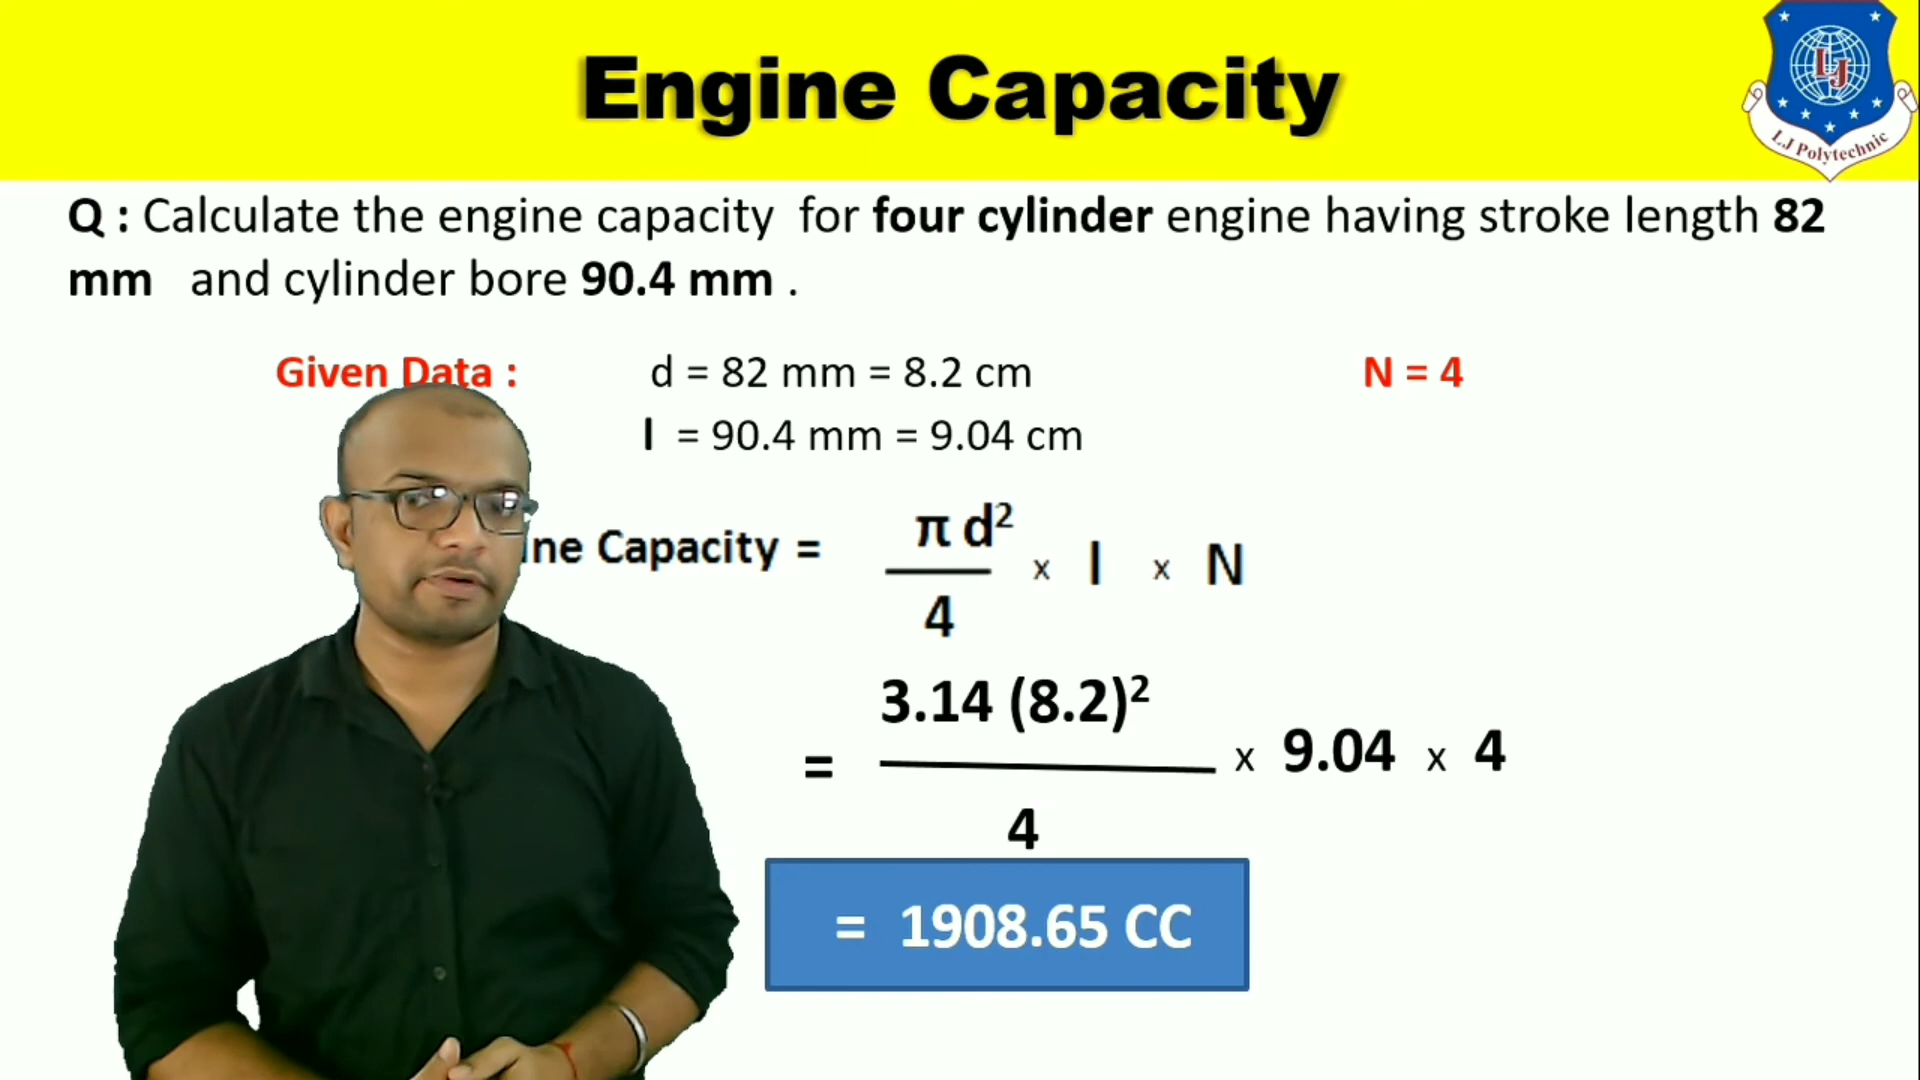 Engine Capacity
LJ
L.J Polytechnic
Q : Calculate the engine capacity for four cylinder engine having stroke length 82
mm and cylinder bore 90.4 mm .
Given Data : d = 82 mm = 8.2 cm N = 4
l = 90.4 mm = 9.04 cm
ine Capacity = π d² / 4 x l x N
= 3.14 (8.2)² / 4 x 9.04 x 4
= 1908.65 CC